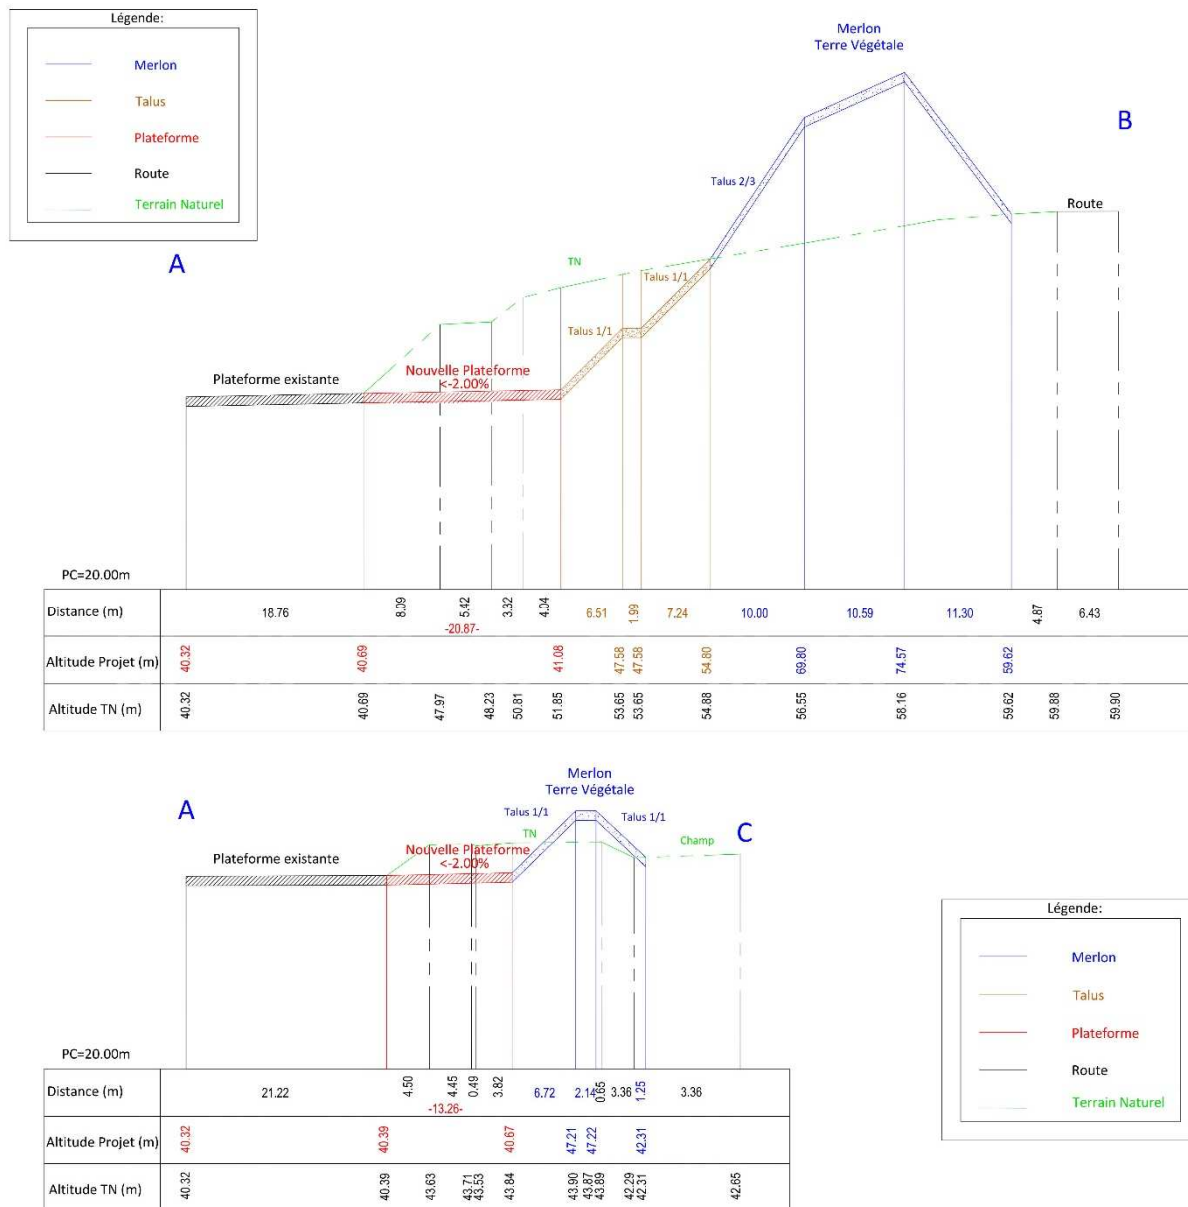 Légende:
Merlon
Talus
Plateforme
Route
Terrain Naturel
Merlon
Terre Végétale
B
Talus 2/3
Route
A
TN
Talus 1/1
Talus 1/1
Nouvelle Plateforme
<-2.00%
Plateforme existante
PC=20.00m
Distance (m)
18.76 8.09 5.42 3.32 4.04 6.51 1.99 7.24 10.00 10.59 11.30 4.87 6.43
-20.87-
Altitude Projet (m)
40.32 40.69 41.08 47.58 47.58 54.80 69.80 74.57 59.62
Altitude TN (m)
40.32 40.69 47.97 48.23 50.81 51.85 53.65 53.65 54.88 56.55 58.16 59.62 59.88 59.90
Merlon
Terre Végétale
A
Talus 1/1
Talus 1/1
TN
C
Champ
Nouvelle Plateforme
<-2.00%
Plateforme existante
PC=20.00m
Distance (m)
21.22 4.50 4.45 0.49 3.82 6.72 2.14 0.65 3.36 1.25 3.36
-13.26-
Altitude Projet (m)
40.32 40.39 40.67 47.21 47.22 42.31
Altitude TN (m)
40.32 40.39 43.63 43.71 43.53 43.84 43.90 43.87 43.89 42.29 42.31 42.65
Légende:
Merlon
Talus
Plateforme
Route
Terrain Naturel